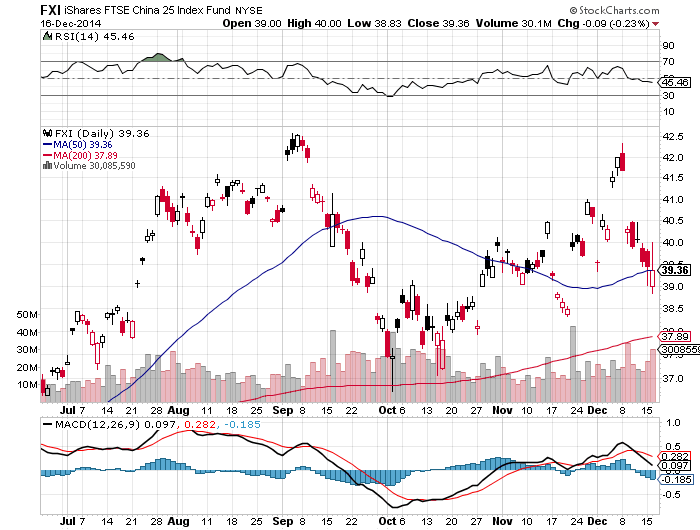 FXI iShares FTSE China 25 Index Fund NYSE © StockCharts.com
16-Dec-2014 Open 39.00 High 40.00 Low 38.83 Close 39.36 Volume 30.1M Chg -0.09 (-0.23%)
RSI(14) 45.46
90
70
50
45.46
30
10
FXI (Daily) 39.36
MA(50) 39.36
MA(200) 37.89
Volume 30,085,590
42.5
42.0
41.5
41.0
40.5
40.0
39.5
39.36
39.0
38.5
38.0
37.89
3008559
37.0
50M
40M
30M
20M
10M
Jul 7 14 21 28 Aug 11 18 25 Sep 8 15 22 Oct 6 13 20 27 Nov 10 17 24 Dec 8 15
MACD(12,26,9) 0.097, 0.282, -0.185
1.0
0.5
0.282
0.097
-0.185
-0.5
Jul 7 14 21 28 Aug 11 18 25 Sep 8 15 22 Oct 6 13 20 27 Nov 10 17 24 Dec 8 15